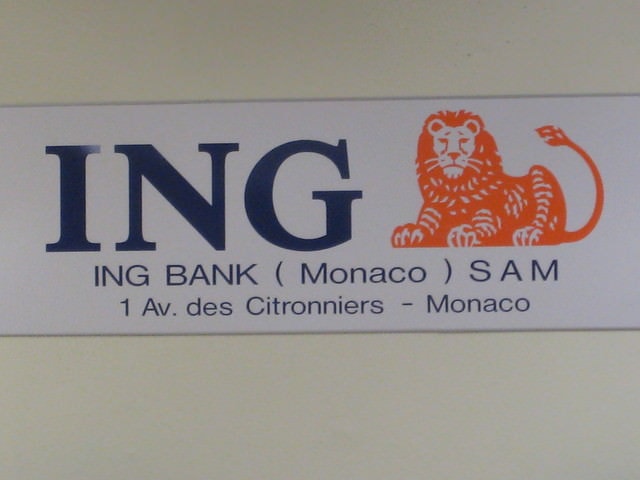 ING
ING BANK ( Monaco ) SAM
1 Av. des Citronniers - Monaco